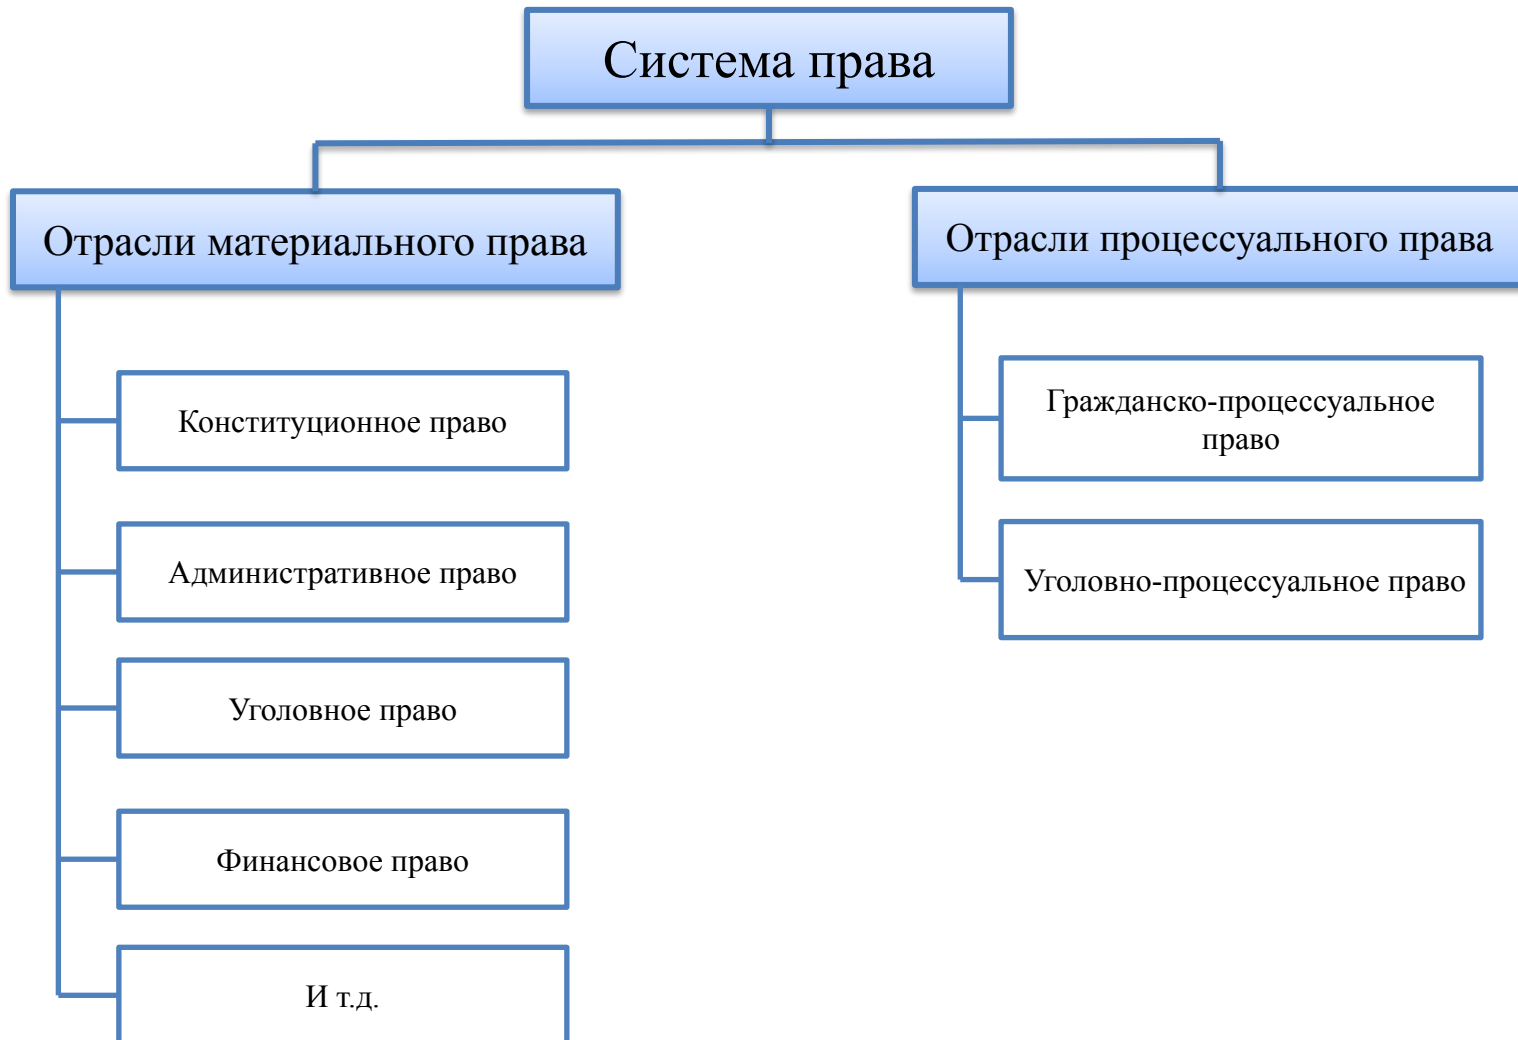 Система права
Отрасли материального права
Конституционное право
Административное право
Уголовное право
Финансовое право
И т.д.
Отрасли процессуального права
Гражданско-процессуальное
право
Уголовно-процессуальное право